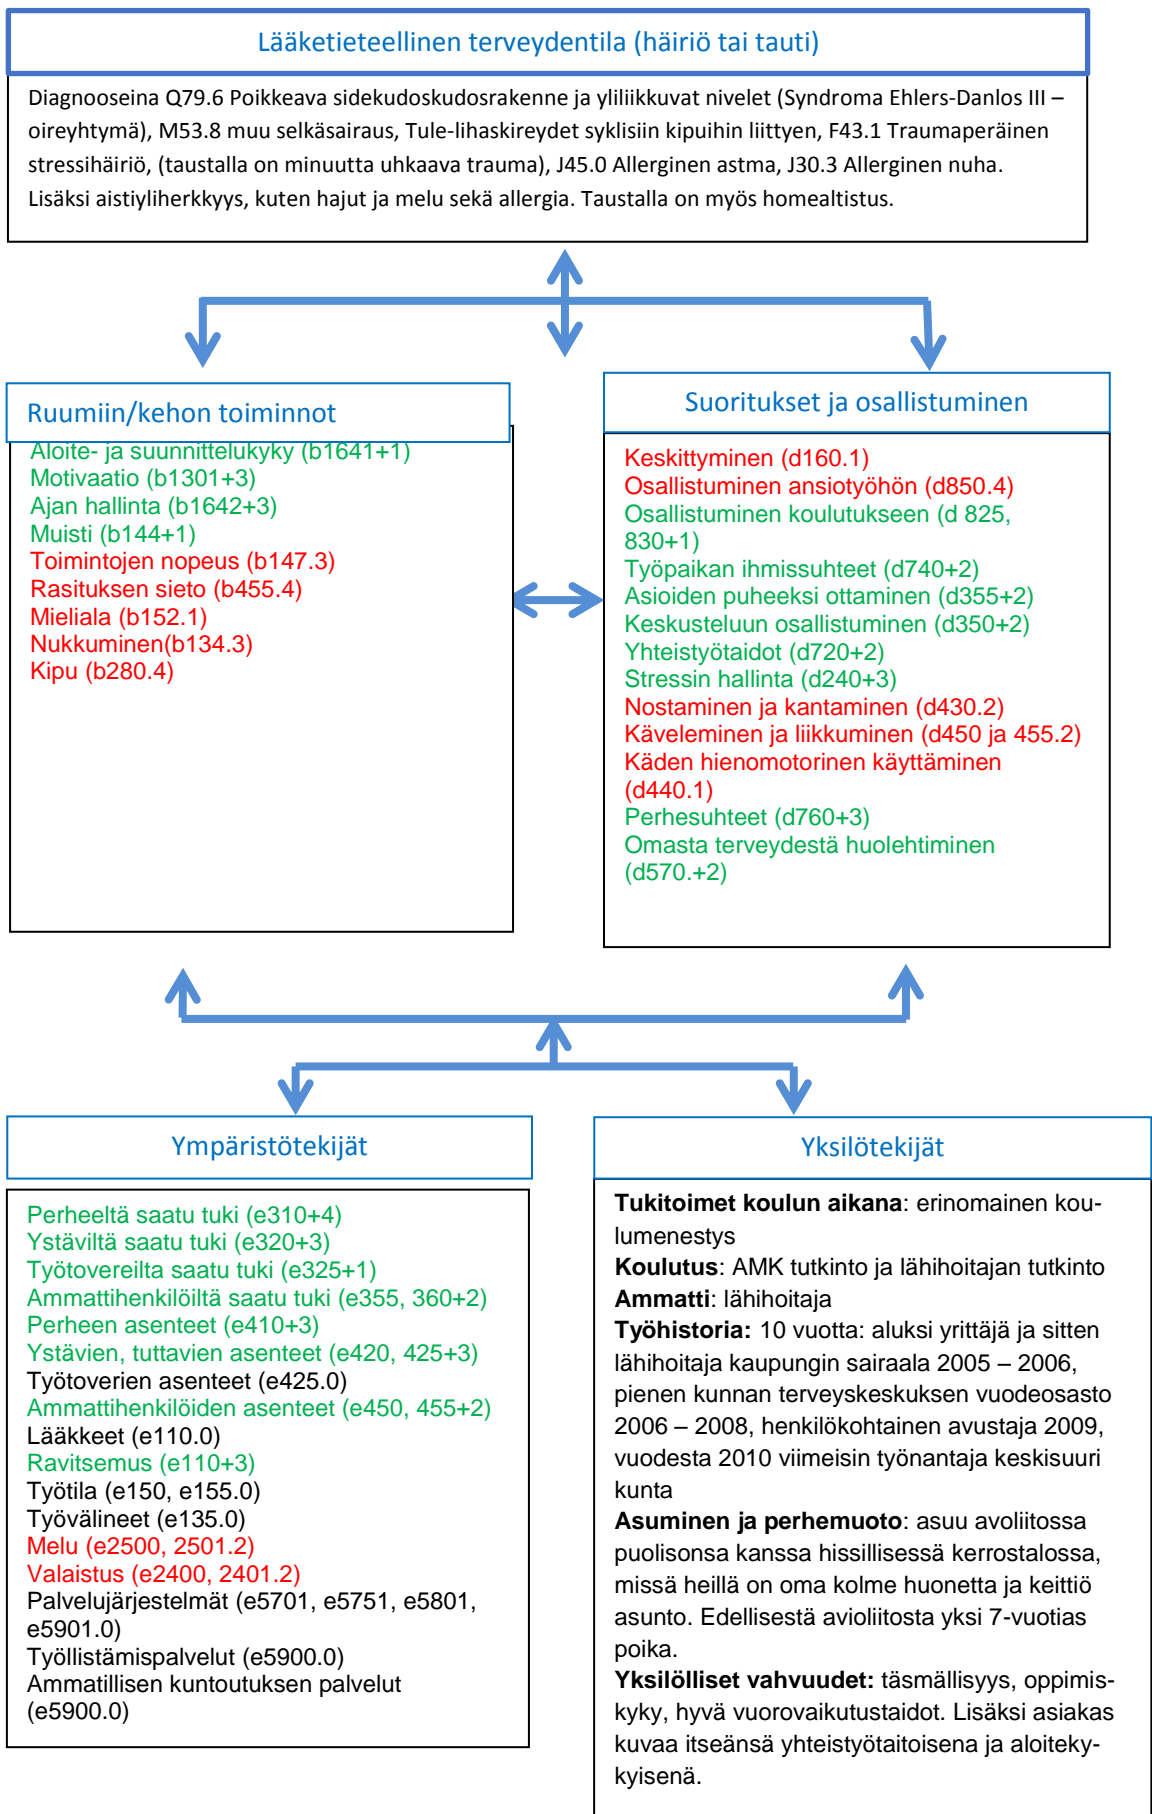 Lääketieteellinen terveydentila (häiriö tai tauti)
Diagnooseina Q79.6 Poikkeava sidekudoskudosrakenne ja yliliikkuvat nivelet (Syndroma Ehlers-Danlos III –
oireyhtymä), M53.8 muu selkäsairaus, Tule-lihaskireydet syklisiin kipuihin liittyen, F43.1 Traumaperäinen
stressihäiriö, (taustalla on minuutta uhkaava trauma), J45.0 Allerginen astma, J30.3 Allerginen nuha.
Lisäksi aistiyliherkkyys, kuten hajut ja melu sekä allergia. Taustalla on myös homealtistus.
Ruumiin/kehon toiminnot
Aloite- ja suunnittelukyky (b1641+1)
Motivaatio (b1301+3)
Ajan hallinta (b1642+3)
Muisti (b144+1)
Toimintojen nopeus (b147.3)
Rasituksen sieto (b455.4)
Mieliala (b152.1)
Nukkuminen(b134.3)
Kipu (b280.4)
Suoritukset ja osallistuminen
Keskittyminen (d160.1)
Osallistuminen ansiotyöhön (d850.4)
Osallistuminen koulutukseen (d 825,
830+1)
Työpaikan ihmissuhteet (d740+2)
Asioiden puheeksi ottaminen (d355+2)
Keskusteluun osallistuminen (d350+2)
Yhteistyötaidot (d720+2)
Stressin hallinta (d240+3)
Nostaminen ja kantaminen (d430.2)
Käveleminen ja liikkuminen (d450 ja 455.2)
Käden hienomotorinen käyttäminen
(d440.1)
Perhesuhteet (d760+3)
Omasta terveydestä huolehtiminen
(d570.+2)
Ympäristötekijät
Perheeltä saatu tuki (e310+4)
Ystäviltä saatu tuki (e320+3)
Työtovereilta saatu tuki (e325+1)
Ammattihenkilöiltä saatu tuki (e355, 360+2)
Perheen asenteet (e410+3)
Ystävien, tuttavien asenteet (e420, 425+3)
Työtoverien asenteet (e425.0)
Ammattihenkilöiden asenteet (e450, 455+2)
Lääkkeet (e110.0)
Ravitsemus (e110+3)
Työtila (e150, e155.0)
Työvälineet (e135.0)
Melu (e2500, 2501.2)
Valaistus (e2400, 2401.2)
Palvelujärjestelmät (e5701, e5751, e5801,
e5901.0)
Työllistämispalvelut (e5900.0)
Ammatillisen kuntoutuksen palvelut
(e5900.0)
Yksilötekijät
Tukitoimet koulun aikana: erinomainen kou-
lumenestys
Koulutus: AMK tutkinto ja lähihoitajan tutkinto
Ammatti: lähihoitaja
Työhistoria: 10 vuotta: aluksi yrittäjä ja sitten
lähihoitaja kaupungin sairaala 2005 – 2006,
pienen kunnan terveyskeskuksen vuodeosasto
2006 – 2008, henkilökohtainen avustaja 2009,
vuodesta 2010 viimeisin työnantaja keskisuuri
kunta
Asuminen ja perhemuoto: asuu avoliitossa
puolisonsa kanssa hissillisessä kerrostalossa,
missä heillä on oma kolme huonetta ja keittiö
asunto. Edellisestä avioliitosta yksi 7-vuotias
poika.
Yksilölliset vahvuudet: täsmällisyys, oppimis-
kyky, hyvä vuorovaikutustaidot. Lisäksi asiakas
kuvaa itseänsä yhteistyötaitoisena ja aloiteky-
kyisenä.